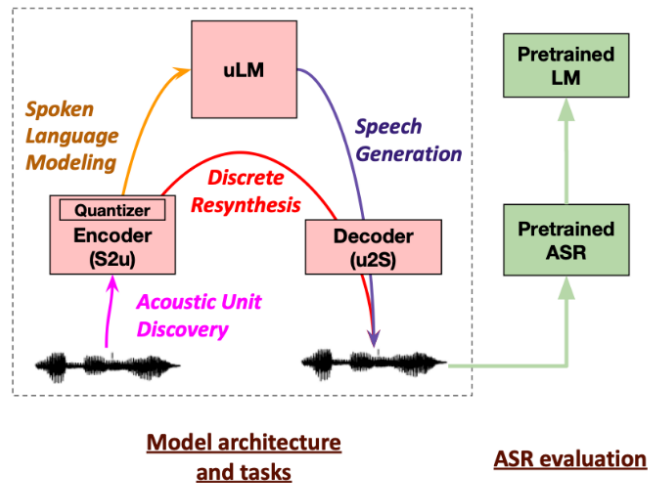 uLM
Pretrained
LM
Spoken
Language
Modeling
Speech
Generation
Discrete
Resynthesis
Quantizer
Encoder
(S2u)
Decoder
(u2S)
Pretrained
ASR
Acoustic Unit
Discovery
Model architecture
and tasks
ASR evaluation